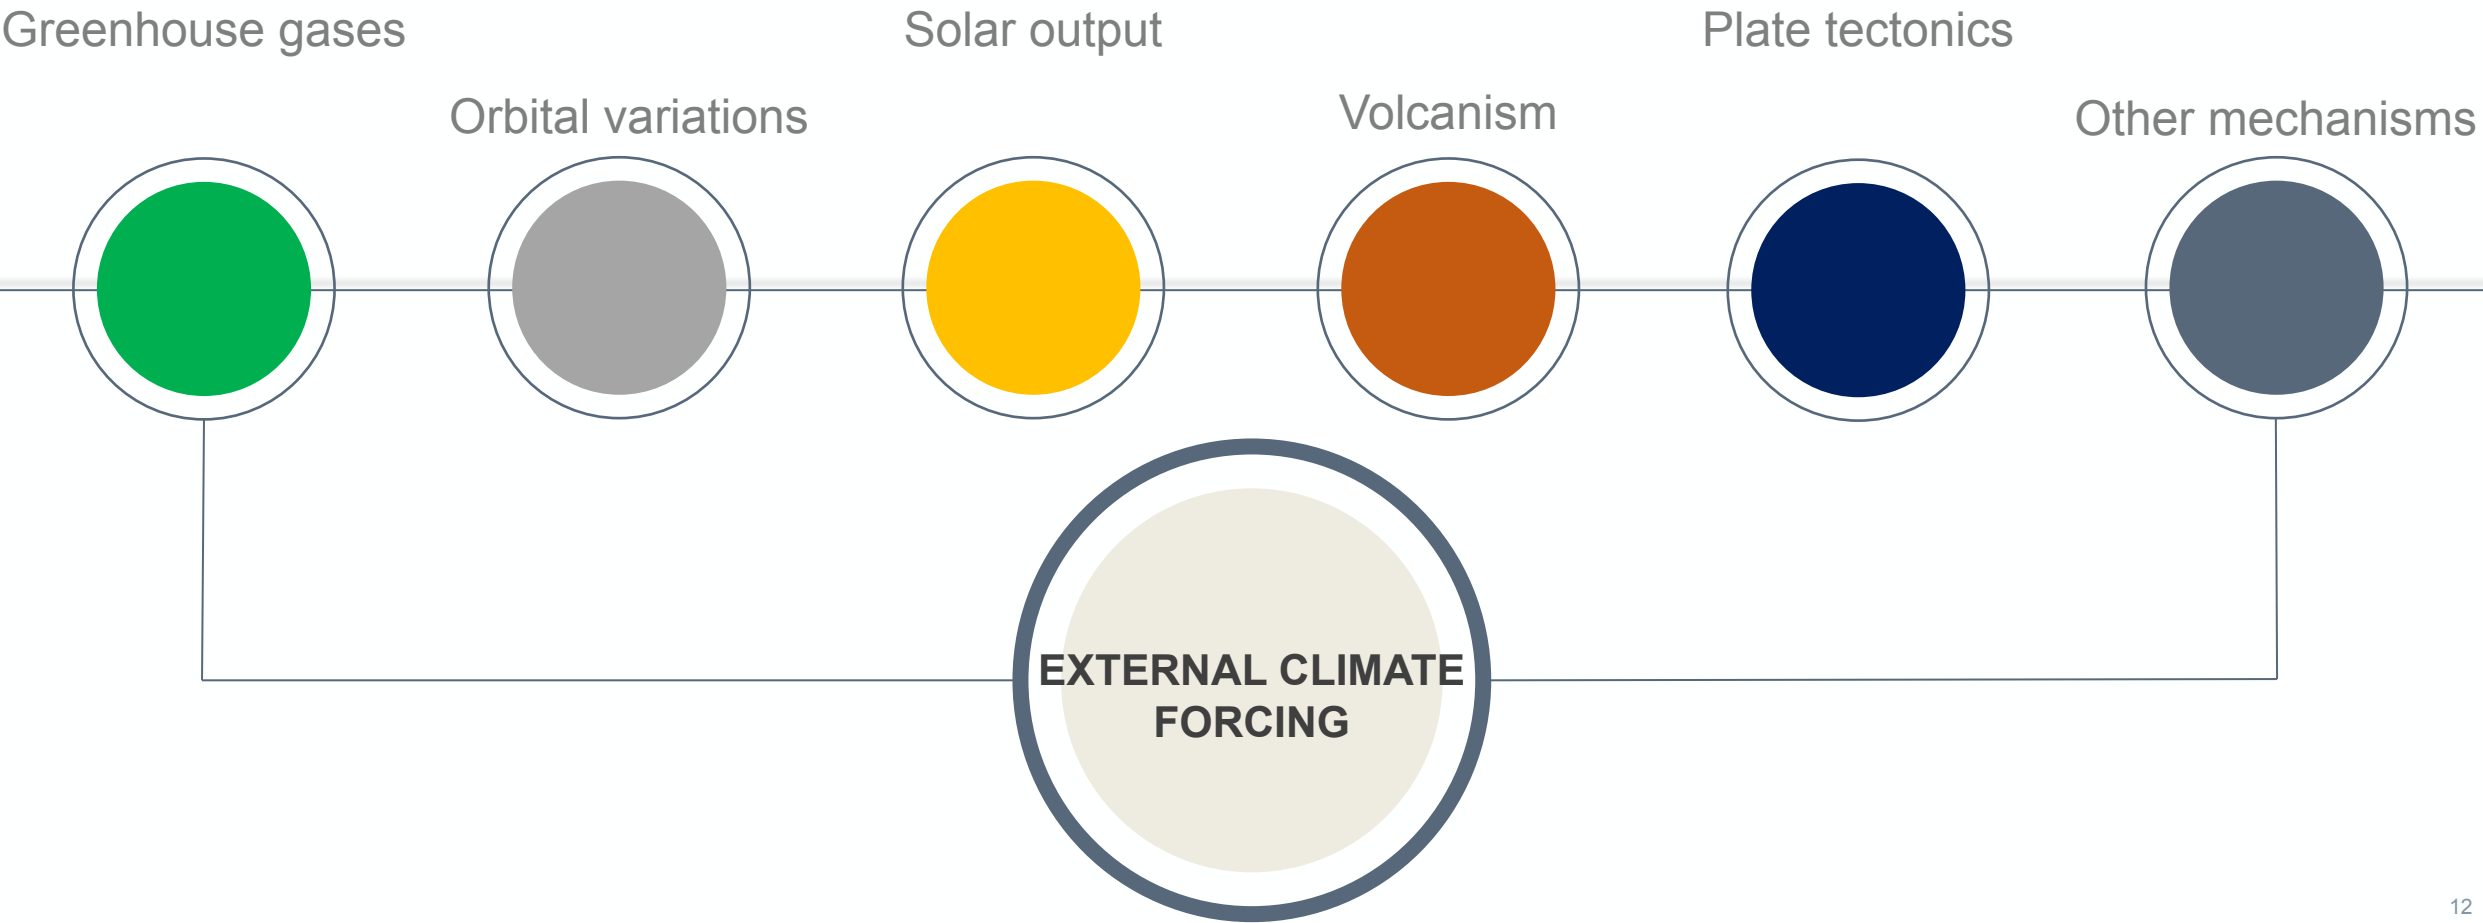 Greenhouse gases
Orbital variations
Solar output
Volcanism
Plate tectonics
Other mechanisms
EXTERNAL CLIMATE
FORCING
12